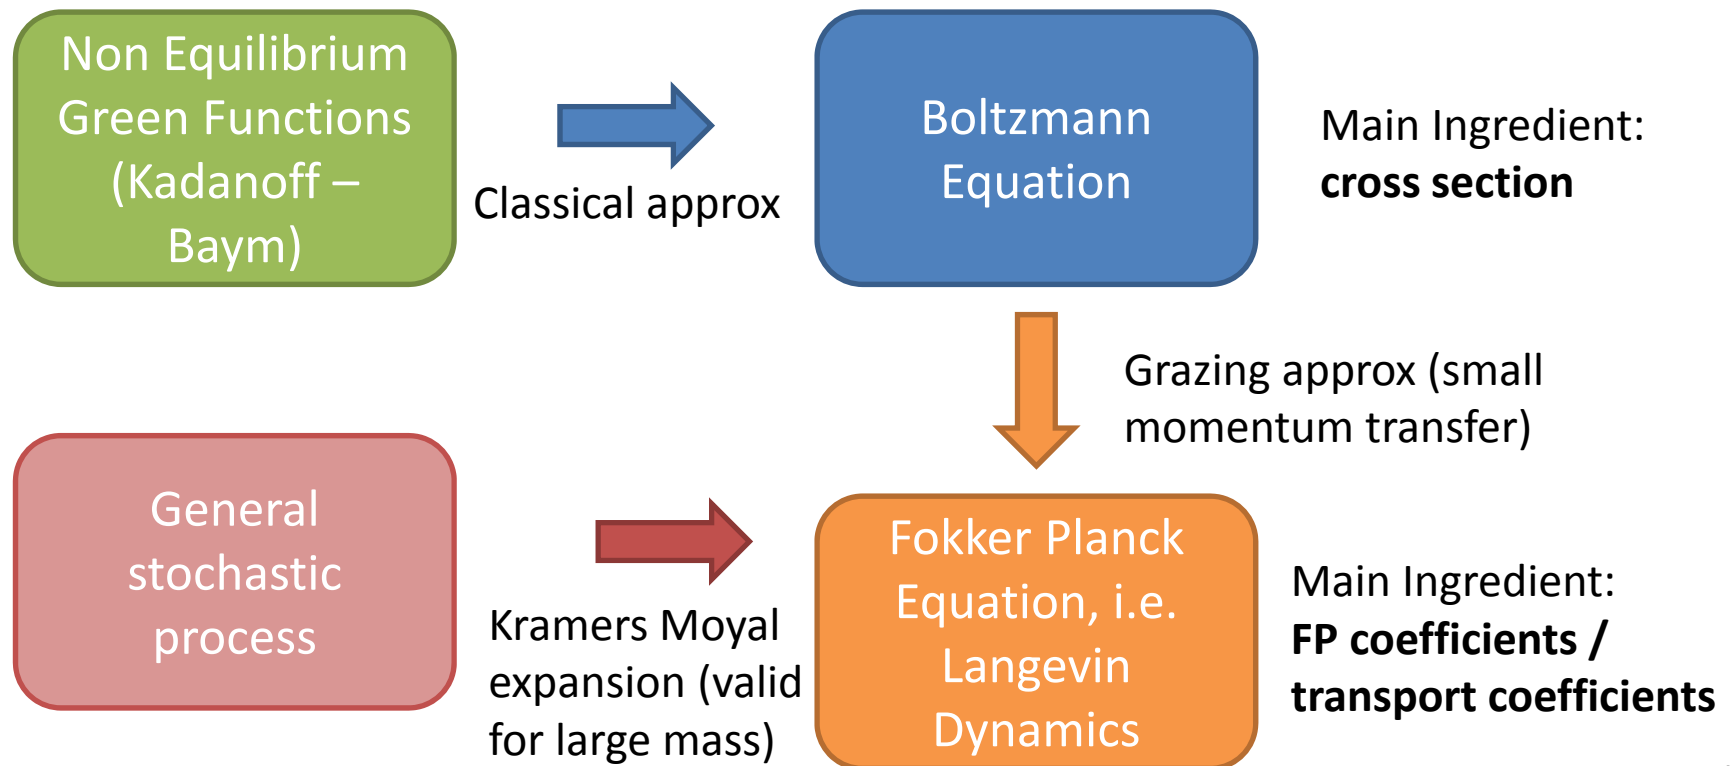 Non Equilibrium
Green Functions
(Kadanoff –
Baym)
Classical approx
Boltzmann
Equation
Main Ingredient:
cross section
Grazing approx (small
momentum transfer)
General
stochastic
process
Kramers Moyal
expansion (valid
for large mass)
Fokker Planck
Equation, i.e.
Langevin
Dynamics
Main Ingredient:
FP coefficients /
transport coefficients